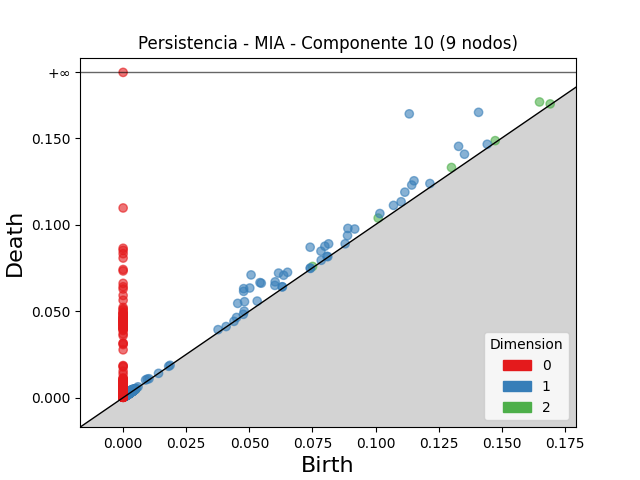 Persistencia - MIA - Componente 10 (9 nodos)
+∞
0.150
0.100
0.050
0.000
Death
Dimension
0
1
2
0.000 0.025 0.050 0.075 0.100 0.125 0.150 0.175
Birth